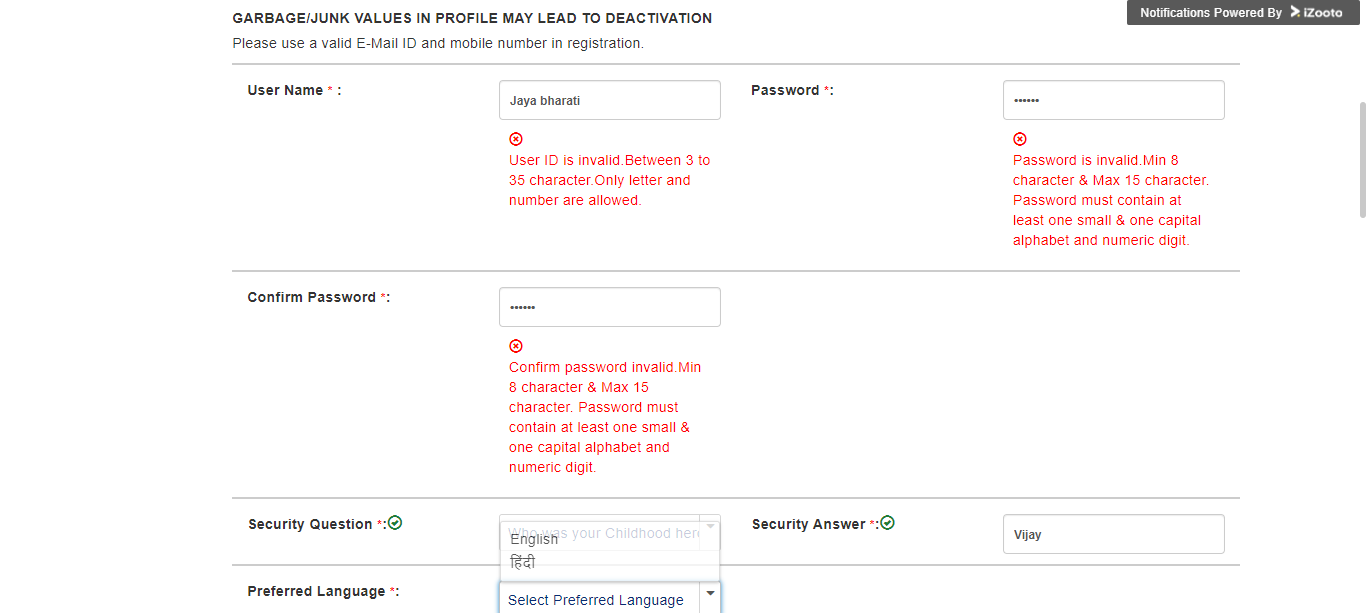 Notifications Powered By iZooto
GARBAGE/JUNK VALUES IN PROFILE MAY LEAD TO DEACTIVATION
Please use a valid E-Mail ID and mobile number in registration.
User Name * :
Jaya bharati
Password *:
••••••
User ID is invalid.Between 3 to
35 character.Only letter and
number are allowed.
Password is invalid.Min 8
character & Max 15 character.
Password must contain at
least one small & one capital
alphabet and numeric digit.
Confirm Password *:
••••••
Confirm password invalid.Min
8 character & Max 15
character. Password must
contain at least one small &
one capital alphabet and
numeric digit.
Security Question *:
Who was your Childhood hero
English
हिंदी
Security Answer *:
Vijay
Preferred Language *:
Select Preferred Language